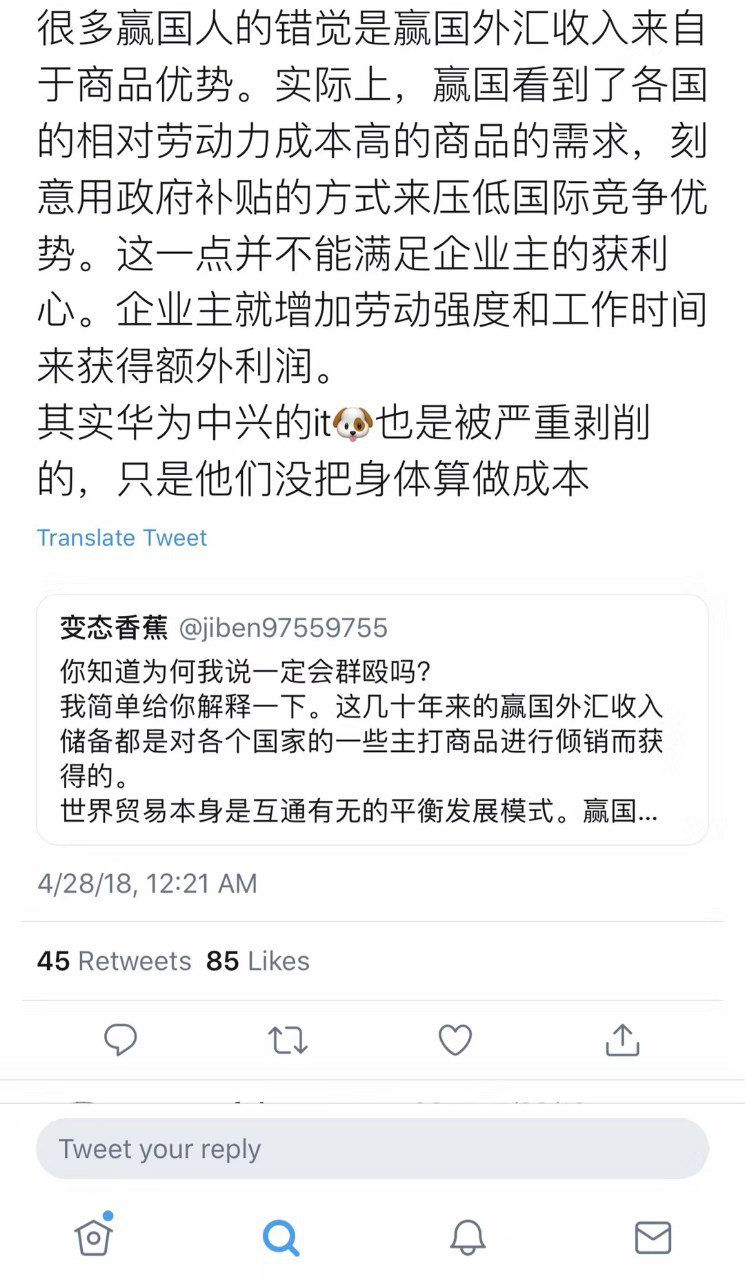 很多赢国人的错觉是赢国外汇收入来自
于商品优势。实际上，赢国看到了各国
的相对劳动力成本高的商品的需求，刻
意用政府补贴的方式来压低国际竞争优
势。这一点并不能满足企业主的获利
心。企业主就增加劳动强度和工作时间
来获得额外利润。
其实华为中兴的it🐶也是被严重剥削
的，只是他们没把身体算做成本
Translate Tweet
变态香蕉 @jiben97559755
你知道为何我说一定会群殴吗?
我简单给你解释一下。这几十年来的赢国外汇收入
储备都是对各个国家的一些主打商品进行倾销而获
得的。
世界贸易本身是互通有无的平衡发展模式。赢国...
4/28/18, 12:21 AM
45 Retweets 85 Likes
Tweet your reply